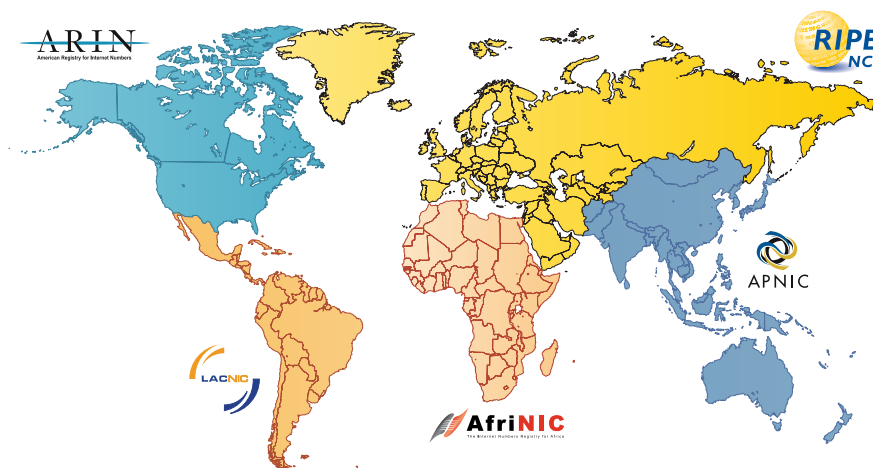 ARIN
American Registry for Internet Numbers
RIPE
NC
APNIC
LACNIC
AfriNIC
The Internet Numbers Registry for Africa